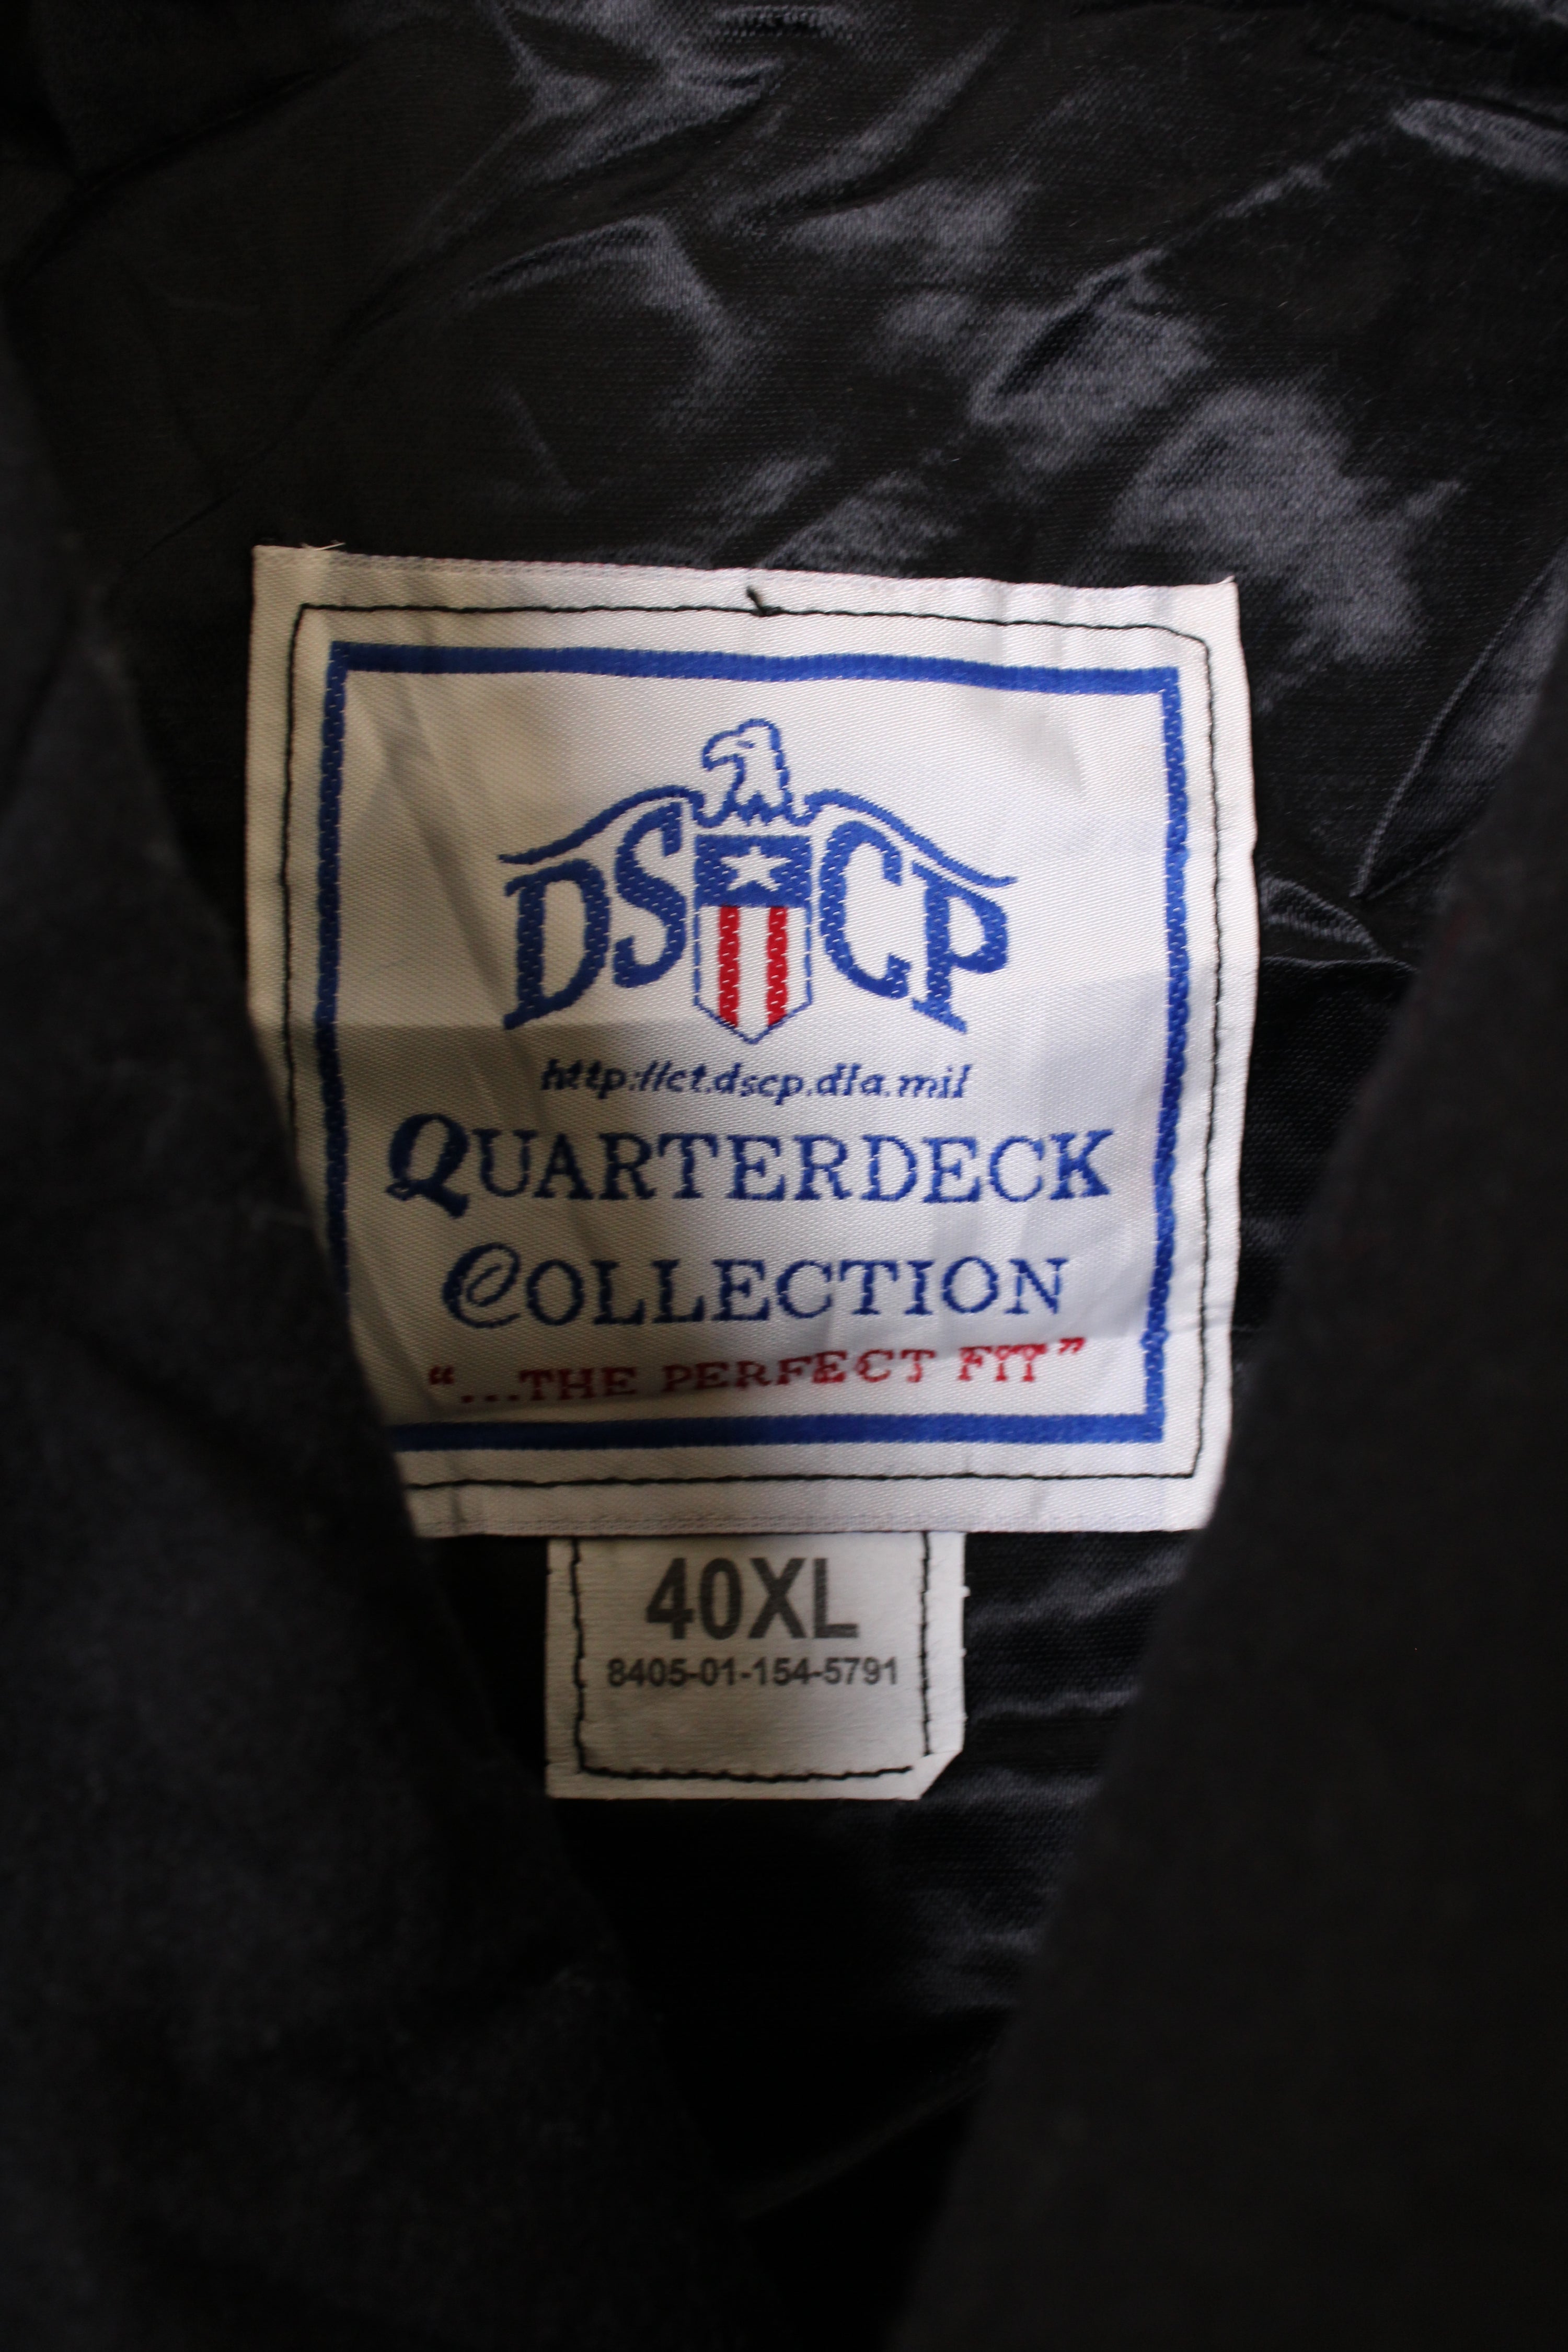 DSCP
http://ct.dscp.dla.mil
QUARTERDECK
COLLECTION
“...THE PERFECT FIT”
40XL
8405-01-154-5791